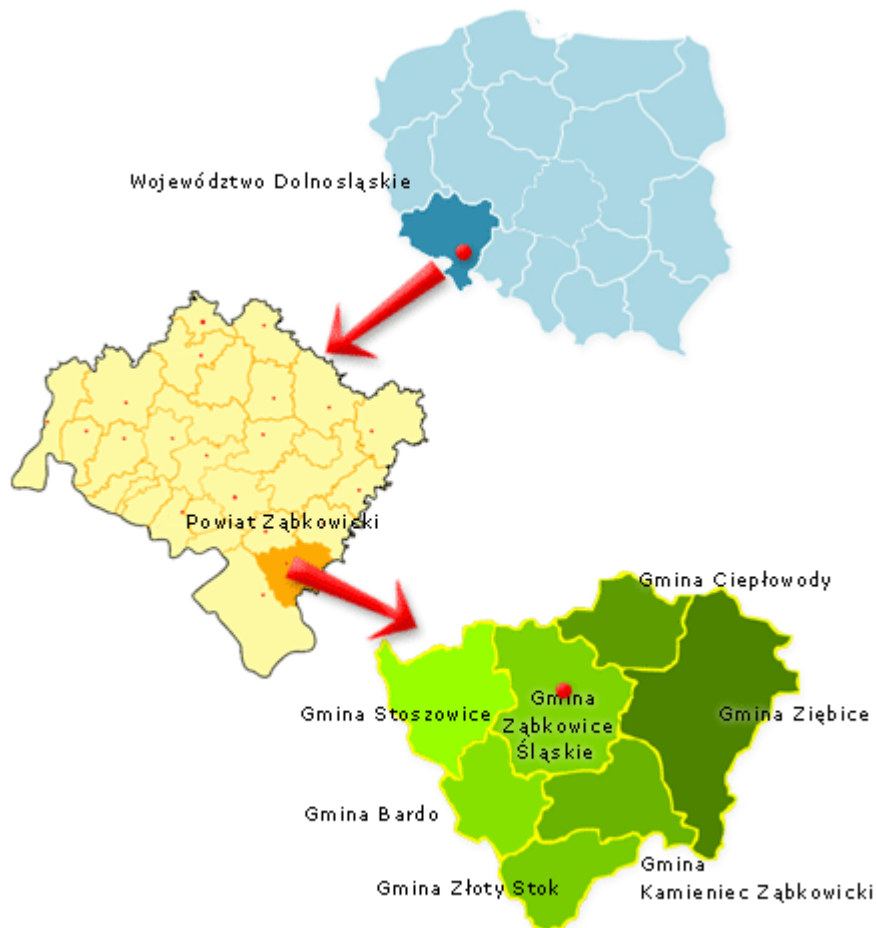 Województwo Dolnosląskie
Powiat Ząbkowicki
Gmina Ciepłowody
Gmina Stoszowice
Gmina
Ząbkowice
Śląskie
Gmina Ziębice
Gmina Bardo
Gmina Złoty Stok
Gmina
Kamieniec Ząbkowicki